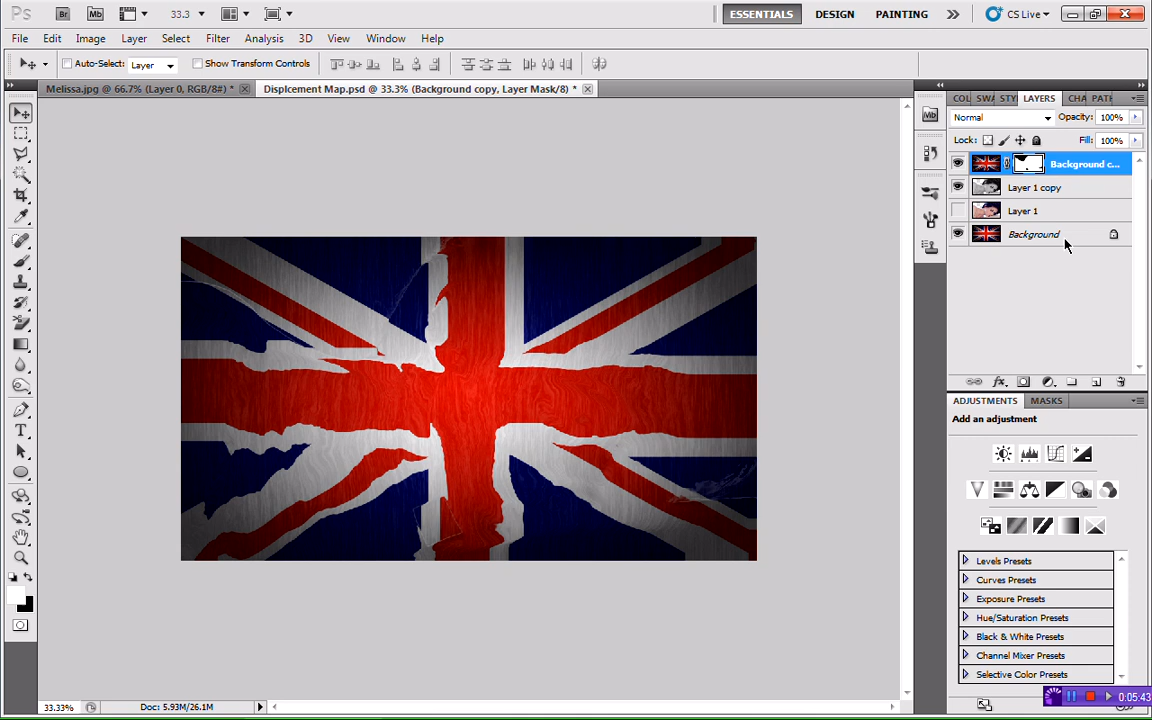 Ps Br Mb 33.3 ESSENTIALS DESIGN PAINTING CS Live
File Edit Image Layer Select Filter Analysis 3D View Window Help
Auto-Select: Layer Show Transform Controls
Melissa.jpg @ 66.7% (Layer 0, RGB/8#) * Displcement Map.psd @ 33.3% (Background copy, Layer Mask/8) *
COL SWA STYL LAYERS CHA PATH
Mb
Normal Opacity: 100%
Lock: Fill: 100%
Background c...
Layer 1 copy
Layer 1
Background
fx
ADJUSTMENTS MASKS
Add an adjustment
Levels Presets
Curves Presets
Exposure Presets
Hue/Saturation Presets
Black & White Presets
Channel Mixer Presets
Selective Color Presets
0:05:43
33.33% Doc: 5.93M/26.1M